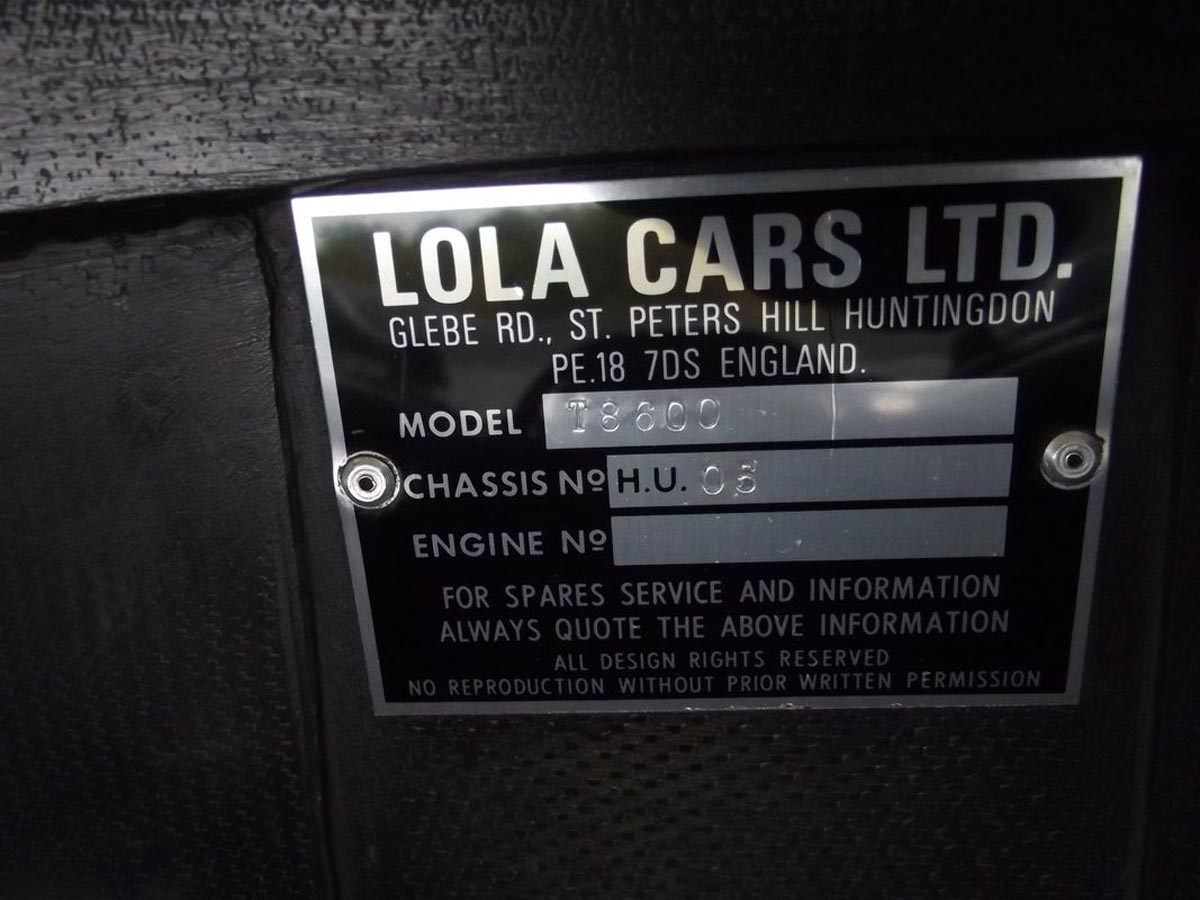 LOLA CARS LTD.
GLEBE RD., ST. PETERS HILL HUNTINGDON
PE.18 7DS ENGLAND.
MODEL T8600
CHASSIS Nº H.U. 05
ENGINE Nº
FOR SPARES SERVICE AND INFORMATION
ALWAYS QUOTE THE ABOVE INFORMATION
ALL DESIGN RIGHTS RESERVED
NO REPRODUCTION WITHOUT PRIOR WRITTEN PERMISSION